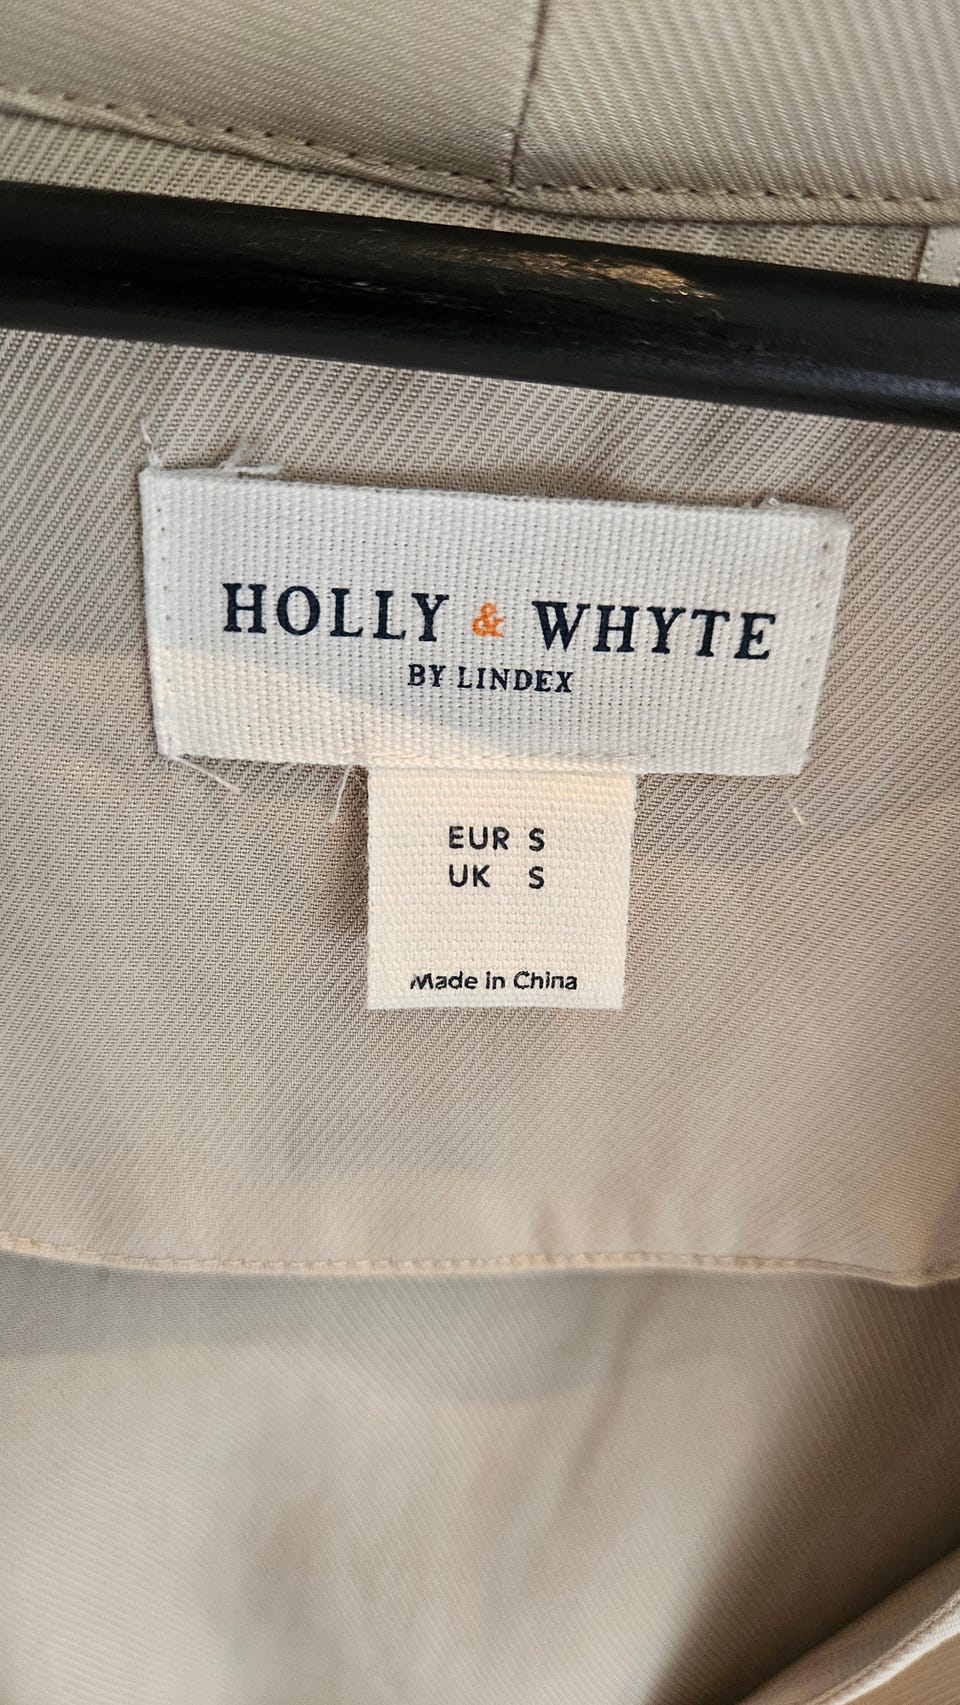 HOLLY & WHYTE
BY LINDEX
EUR S
UK S
Made in China